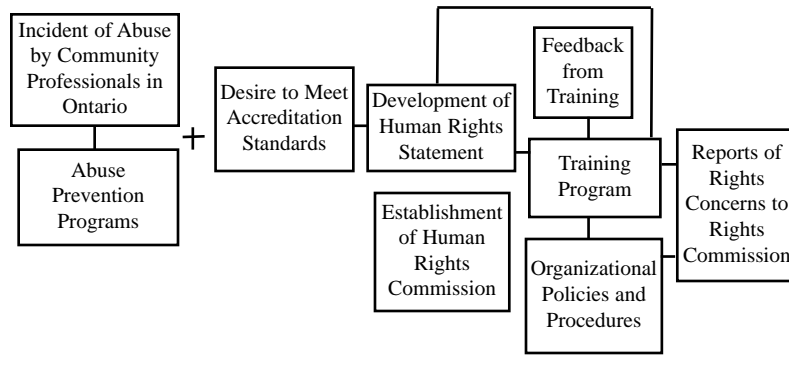 Incident of Abuse
by Community
Professionals in
Ontario
Abuse
Prevention
Programs
+
Desire to Meet
Accreditation
Standards
Development of
Human Rights
Statement
Establishment
of Human
Rights
Commission
Feedback
from
Training
Training
Program
Organizational
Policies and
Procedures
Reports of
Rights
Concerns to
Rights
Commission